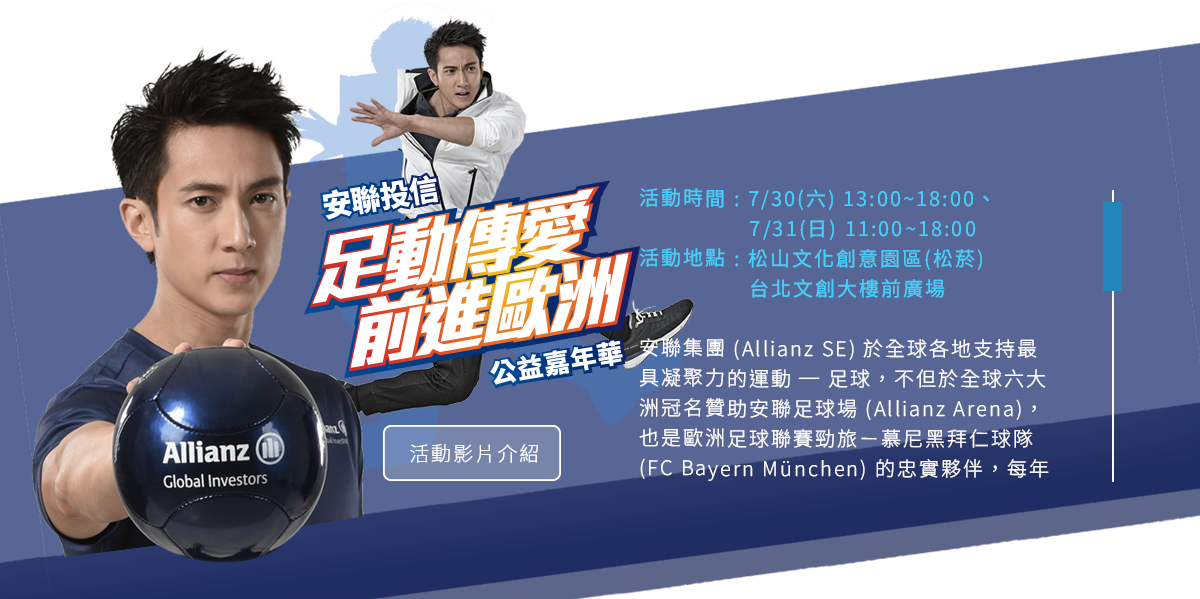 安聯投信
足動傳愛
前進歐洲
公益嘉年華
Allianz
Global Investors
活動影片介紹
活動時間：7/30(六) 13:00~18:00、
7/31(日) 11:00~18:00
活動地點：松山文化創意園區(松菸)
台北文創大樓前廣場
安聯集團 (Allianz SE) 於全球各地支持最
具凝聚力的運動 — 足球，不但於全球六大
洲冠名贊助安聯足球場 (Allianz Arena)，
也是歐洲足球聯賽勁旅－慕尼黑拜仁球隊
(FC Bayern München) 的忠實夥伴，每年